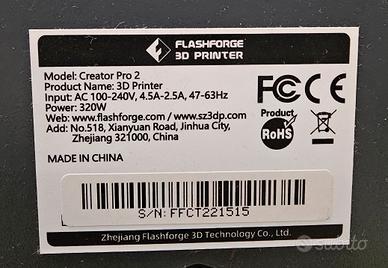 FLASHFORGE
3D PRINTER
Model: Creator Pro 2
Product Name: 3D Printer
Input: AC 100-240V, 4.5A-2.5A, 47-63Hz
Power: 320W
Web: www.flashforge.com / www.sz3dp.com
Add: No.518, Xianyuan Road, Jinhua City,
Zhejiang 321000, China
FC CE
Product
RoHS
MADE IN CHINA
S/N: FFCT221515
Zhejiang Flashforge 3D Technology Co., Ltd.
subito